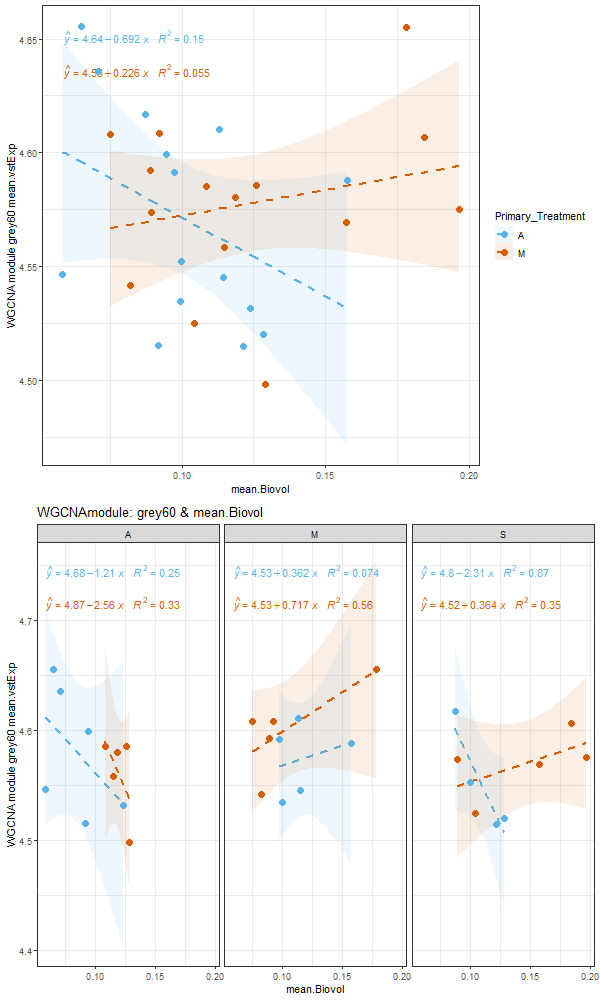 4.65
4.60
4.55
4.50
WGCNA module grey60 mean.vstExp
ŷ = 4.64−0.692 x R² = 0.15
ŷ = 4.55+0.226 x R² = 0.055
0.10 0.15 0.20
mean.Biovol
Primary_Treatment
A
M
WGCNAmodule: grey60 & mean.Biovol
A M S
ŷ = 4.68−1.21 x R² = 0.25
ŷ = 4.87−2.56 x R² = 0.33
ŷ = 4.53+0.362 x R² = 0.074
ŷ = 4.53+0.717 x R² = 0.56
ŷ = 4.8−2.31 x R² = 0.87
ŷ = 4.52+0.364 x R² = 0.35
4.7
4.6
4.5
4.4
WGCNA module grey60 mean.vstExp
0.10 0.15 0.20 0.10 0.15 0.20 0.10 0.15 0.20
mean.Biovol